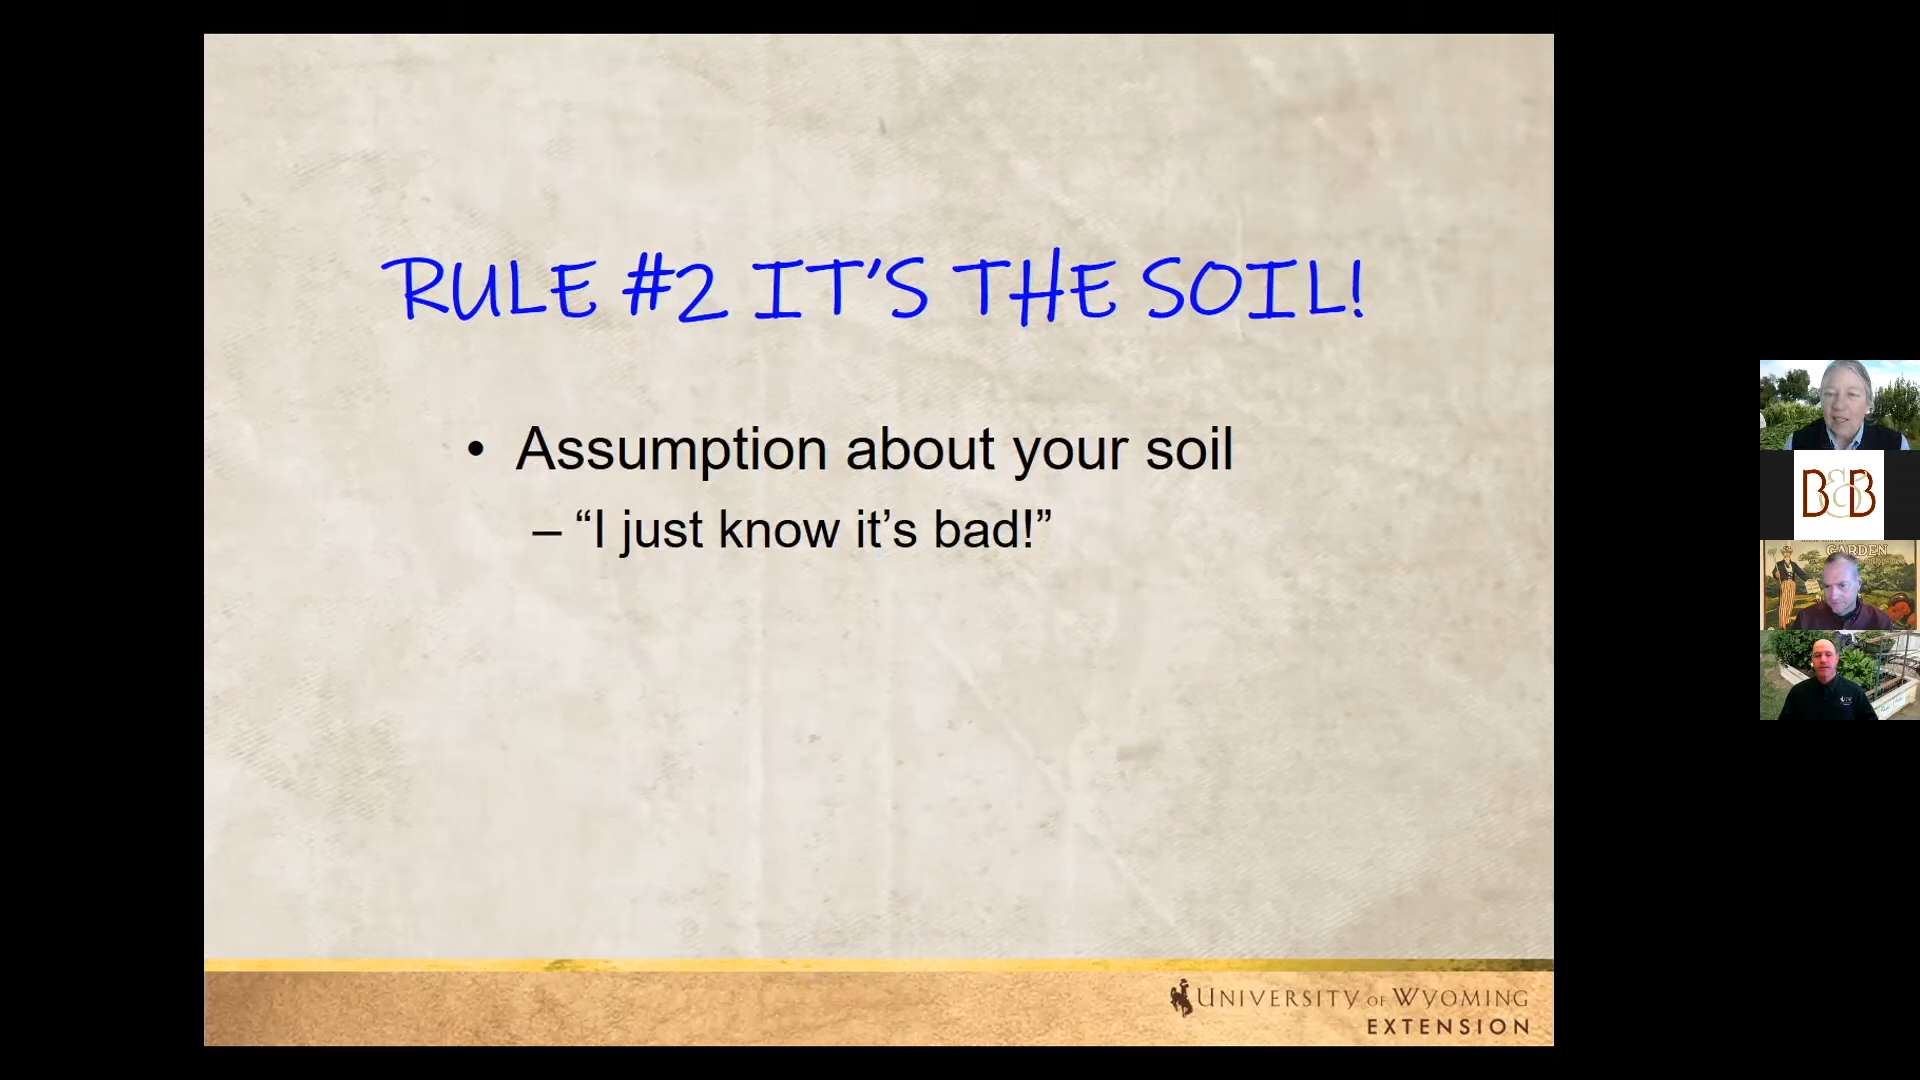 RULE #2 IT’S THE SOIL!
• Assumption about your soil
– “I just know it’s bad!”
UNIVERSITY OF WYOMING
EXTENSION
B&B
GARDEN